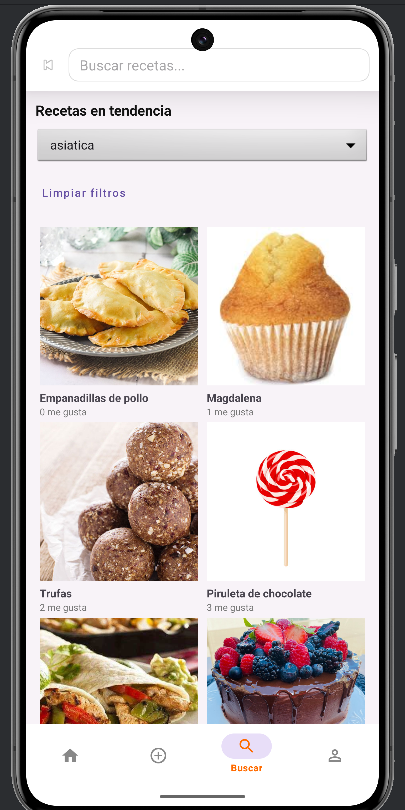 Buscar recetas...
Recetas en tendencia
asiatica
Limpiar filtros
Empanadillas de pollo
0 me gusta
Magdalena
1 me gusta
Trufas
2 me gusta
Piruleta de chocolate
3 me gusta
Buscar